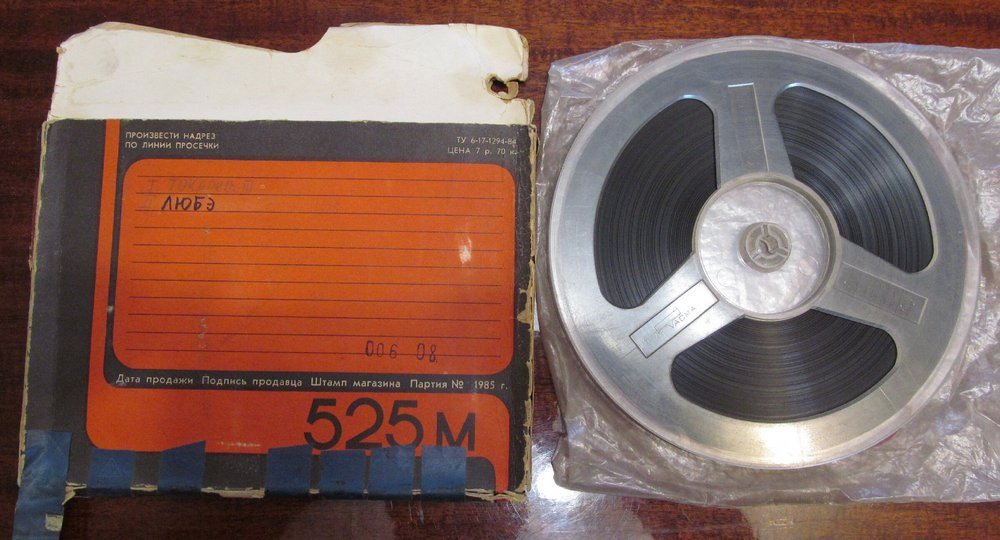 ПРОИЗВЕСТИ НАДРЕЗ
ПО ЛИНИИ ПРОСЕЧКИ
ТУ 6-17-1294-84
ЦЕНА 7 р. 70 к.
ЛЮБЭ
006 08
Дата продажи Подпись продавца Штамп магазина Партия № 1985 г.
525 м